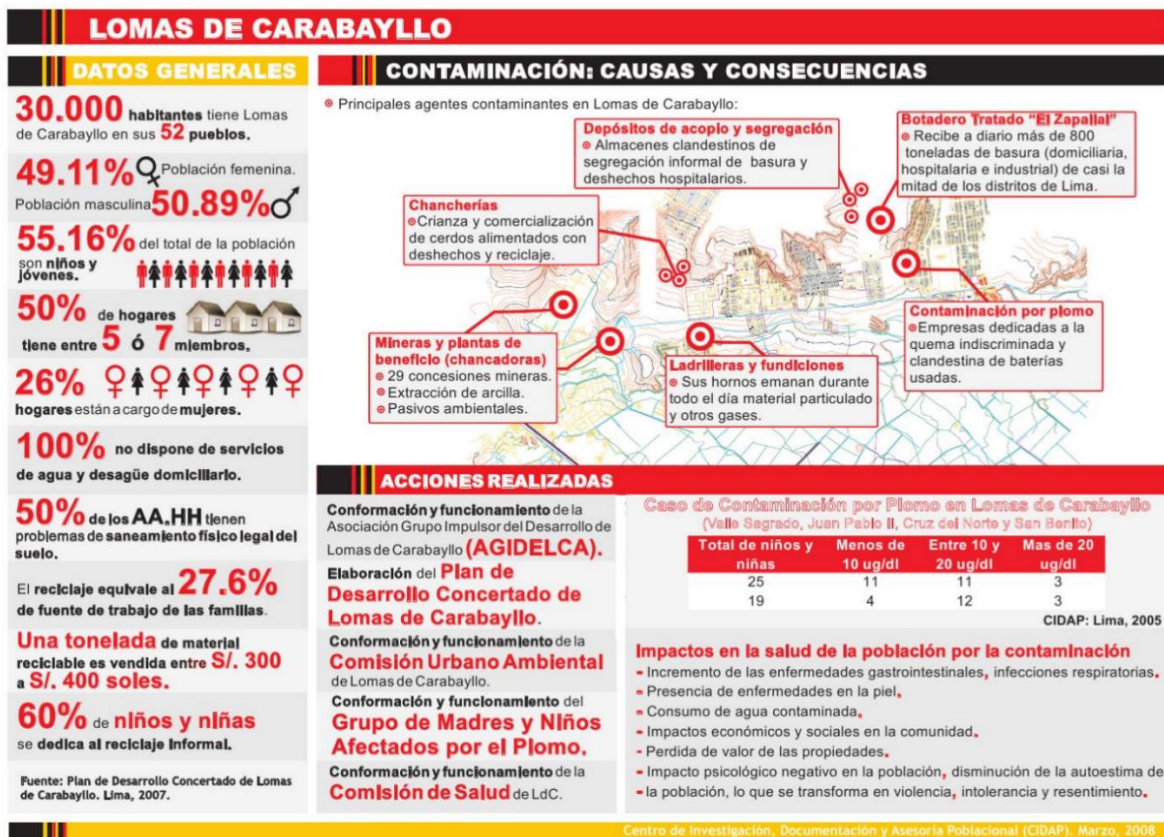 LOMAS DE CARABAYLLO
DATOS GENERALES
30.000 habitantes tiene Lomas
de Carabayllo en sus 52 pueblos.
49.11% Población femenina.
Población masculina 50.89%
55.16% del total de la población
son niños y
jóvenes.
50% de hogares
tiene entre 5 ó 7 miembros.
26%
hogares están a cargo de mujeres.
100% no dispone de servicios
de agua y desagüe domiciliario.
50% de los AA.HH tienen
problemas de saneamiento físico legal del
suelo.
El reciclaje equivale al 27.6%
de fuente de trabajo de las familias.
Una tonelada de material
reciclable es vendida entre S/. 300
a S/. 400 soles.
60% de niños y niñas
se dedica al reciclaje informal.
Fuente: Plan de Desarrollo Concertado de Lomas
de Carabayllo. Lima, 2007.
CONTAMINACIÓN: CAUSAS Y CONSECUENCIAS
Principales agentes contaminantes en Lomas de Carabayllo:
Depósitos de acopio y segregación
Almacenes clandestinos de
segregación informal de basura y
deshechos hospitalarios.
Botadero Tratado "El Zapallal"
Recibe a diario más de 800
toneladas de basura (domiciliaria,
hospitalaria e industrial) de casi la
mitad de los distritos de Lima.
Chancherías
Crianza y comercialización
de cerdos alimentados con
deshechos y reciclaje.
Mineras y plantas de
beneficio (chancadoras)
29 concesiones mineras.
Extracción de arcilla.
Pasivos ambientales.
Ladrilleras y fundiciones
Sus hornos emanan durante
todo el día material particulado
y otros gases.
Contaminación por plomo
Empresas dedicadas a la
quema indiscriminada y
clandestina de baterías
usadas.
ACCIONES REALIZADAS
Conformación y funcionamiento de la
Asociación Grupo Impulsor del Desarrollo de
Lomas de Carabayllo (AGIDELCA).
Elaboración del Plan de
Desarrollo Concertado de
Lomas de Carabayllo.
Conformación y funcionamiento de la
Comisión Urbano Ambiental
de Lomas de Carabayllo.
Conformación y funcionamiento del
Grupo de Madres y Niños
Afectados por el Plomo.
Conformación y funcionamiento de la
Comisión de Salud de LdC.
Caso de Contaminación por Plomo en Lomas de Carabayllo
(Valle Sagrado, Juan Pablo II, Cruz del Norte y San Benito)
Total de niños y niñas Menos de 10 ug/dl Entre 10 y 20 ug/dl Mas de 20 ug/dl
25 11 11 3
19 4 12 3
CIDAP: Lima, 2005
Impactos en la salud de la población por la contaminación
- Incremento de las enfermedades gastrointestinales, infecciones respiratorias.
- Presencia de enfermedades en la piel.
- Consumo de agua contaminada.
- Impactos económicos y sociales en la comunidad.
- Perdida de valor de las propiedades.
- Impacto psicológico negativo en la población, disminución de la autoestima de
- la población, lo que se transforma en violencia, intolerancia y resentimiento.
Centro de Investigación, Documentación y Asesoría Poblacional (CIDAP). Marzo, 2008